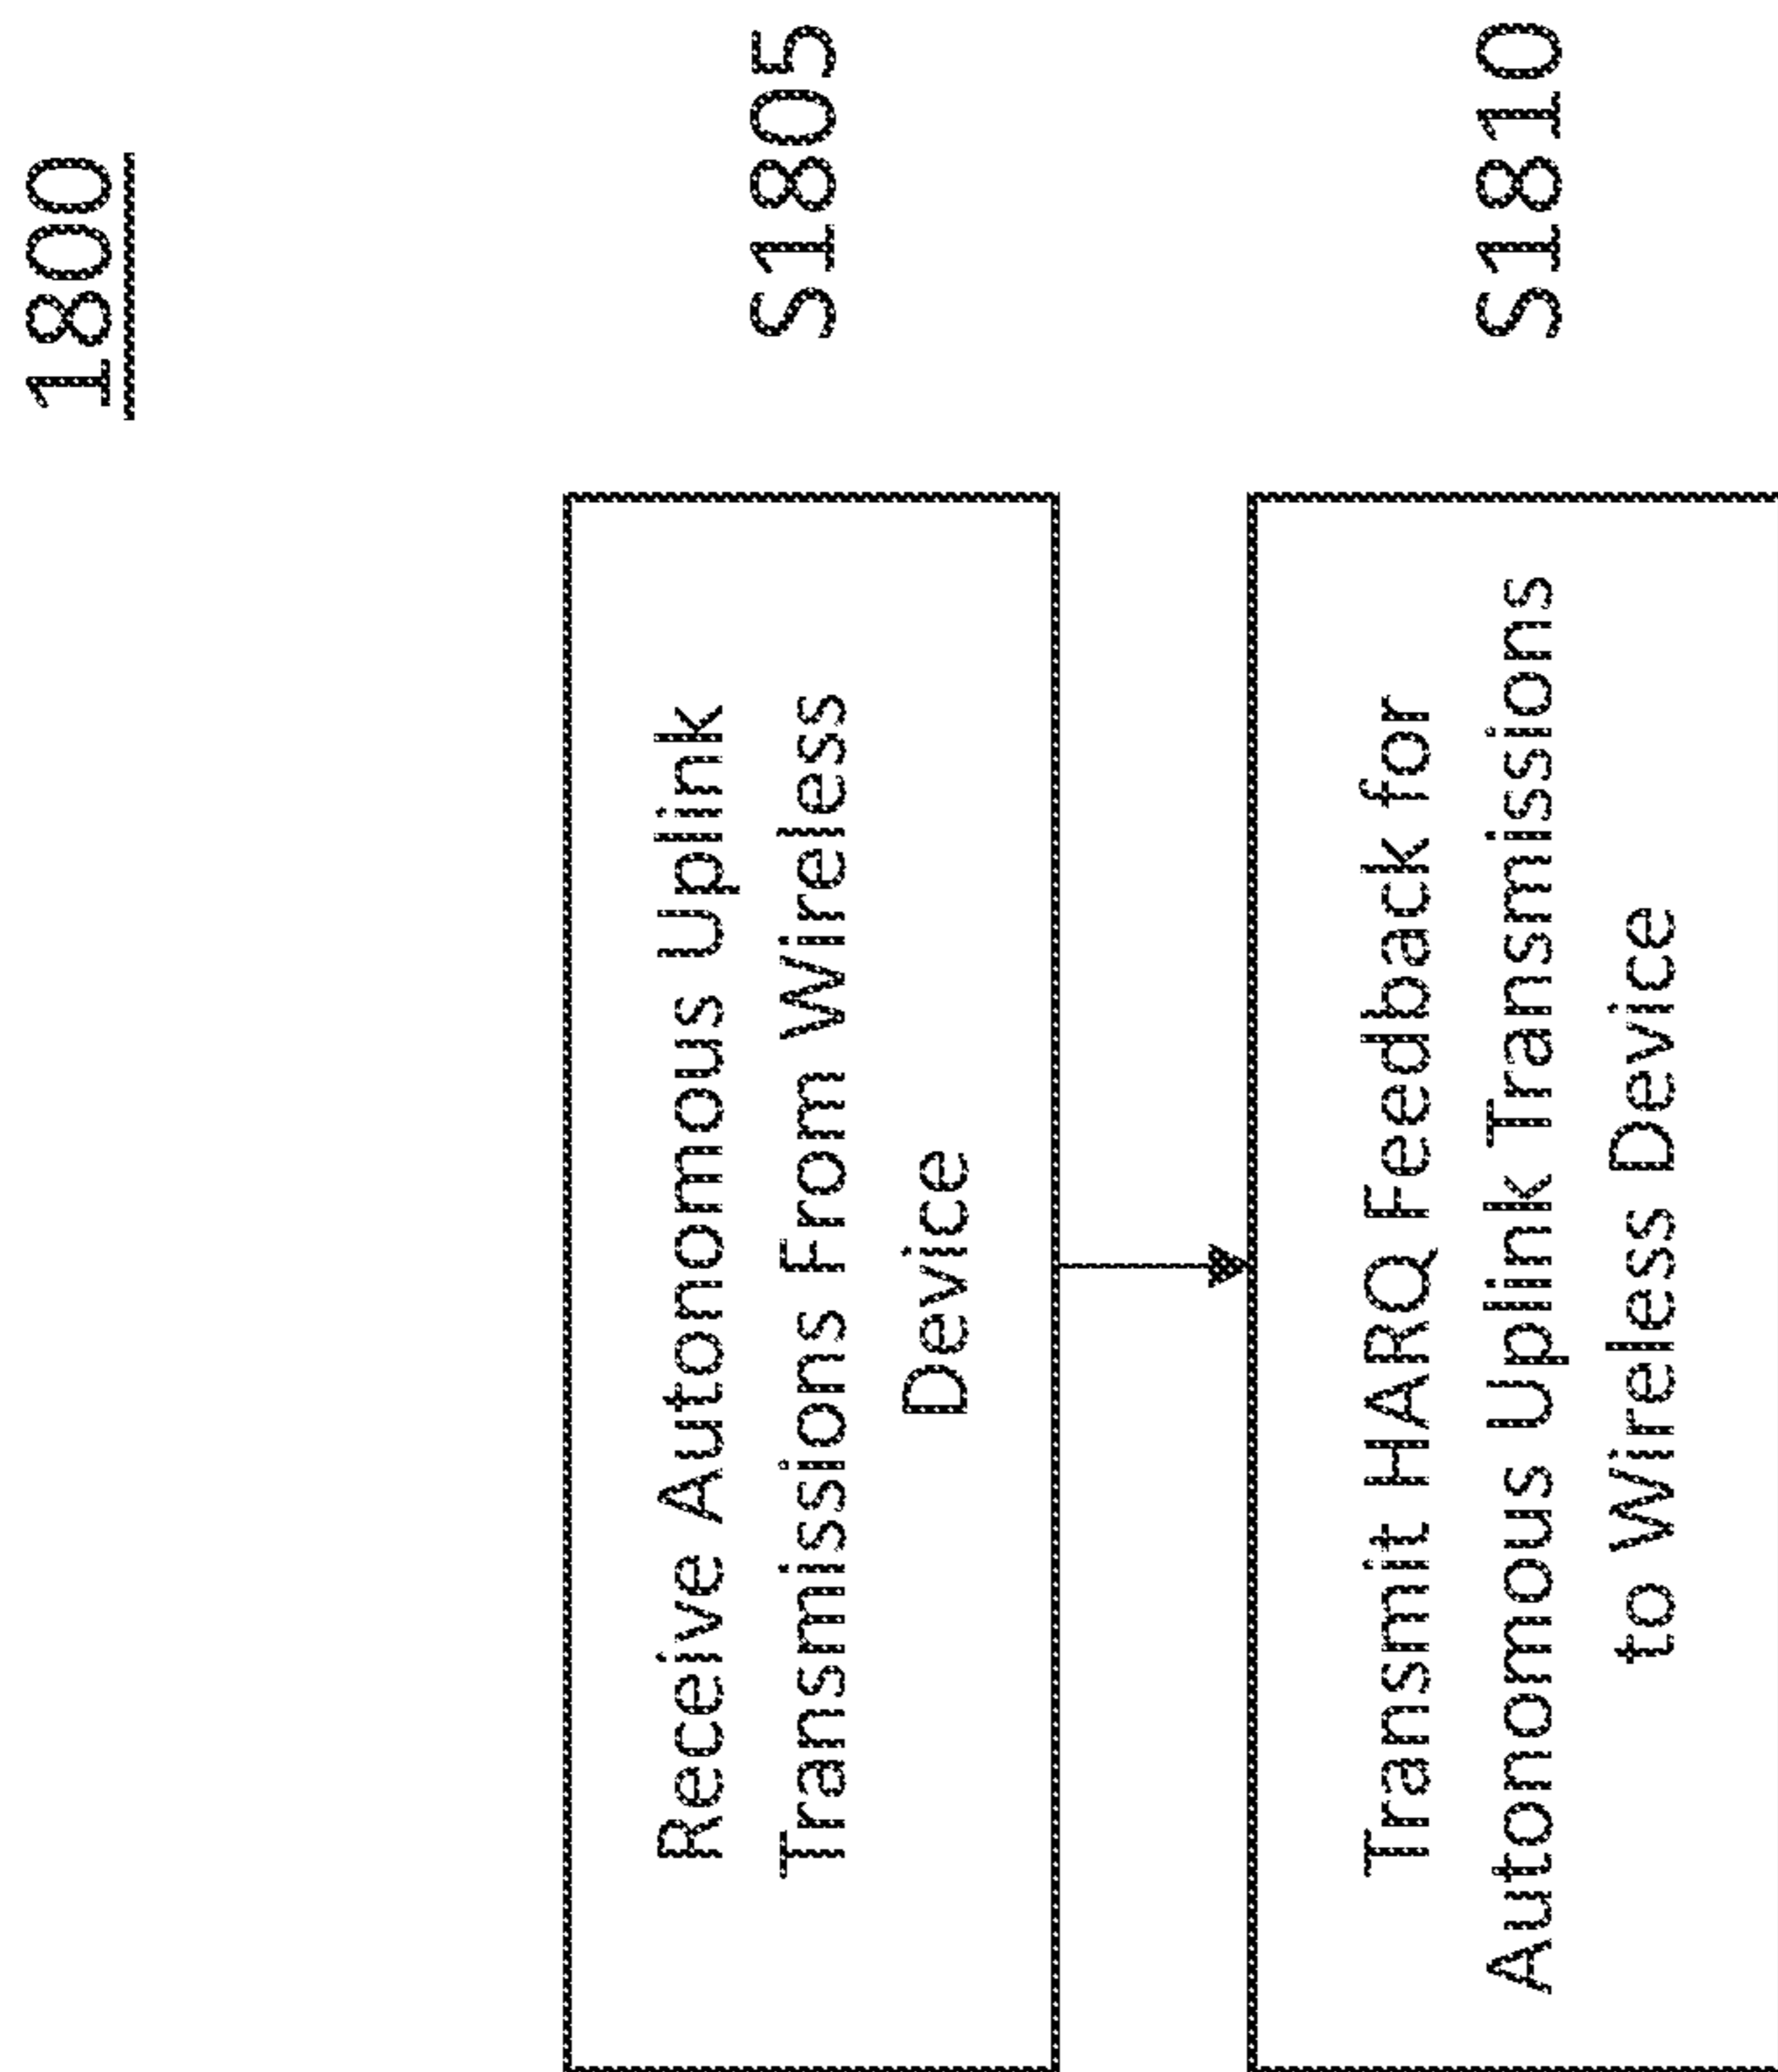 1800
Receive Autonomous Uplink
Transmissions From Wireless
Device
S1805
Transmit HARQ Feedback for
Autonomous Uplink Transmissions
to Wireless Device
S1810